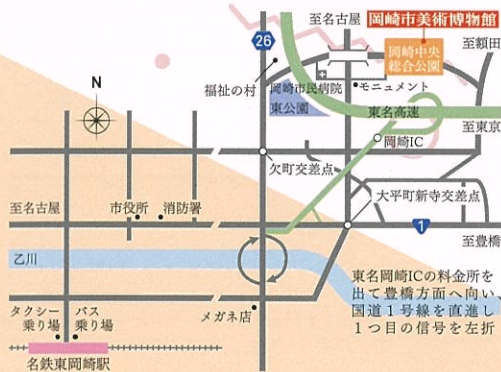 至名古屋
岡崎市美術博物館
26
至額田
岡崎中央
総合公園
福祉の村
岡崎市民病院
モニュメント
東公園
東名高速
N
至東京
岡崎IC
欠町交差点
至名古屋
市役所
消防署
大平町新寺交差点
1
至豊橋
乙川
東名岡崎ICの料金所を
出て豊橋方面へ向い、
国道1号線を直進し
1つ目の信号を左折
メガネ店
タクシー
乗り場
バス
乗り場
名鉄東岡崎駅